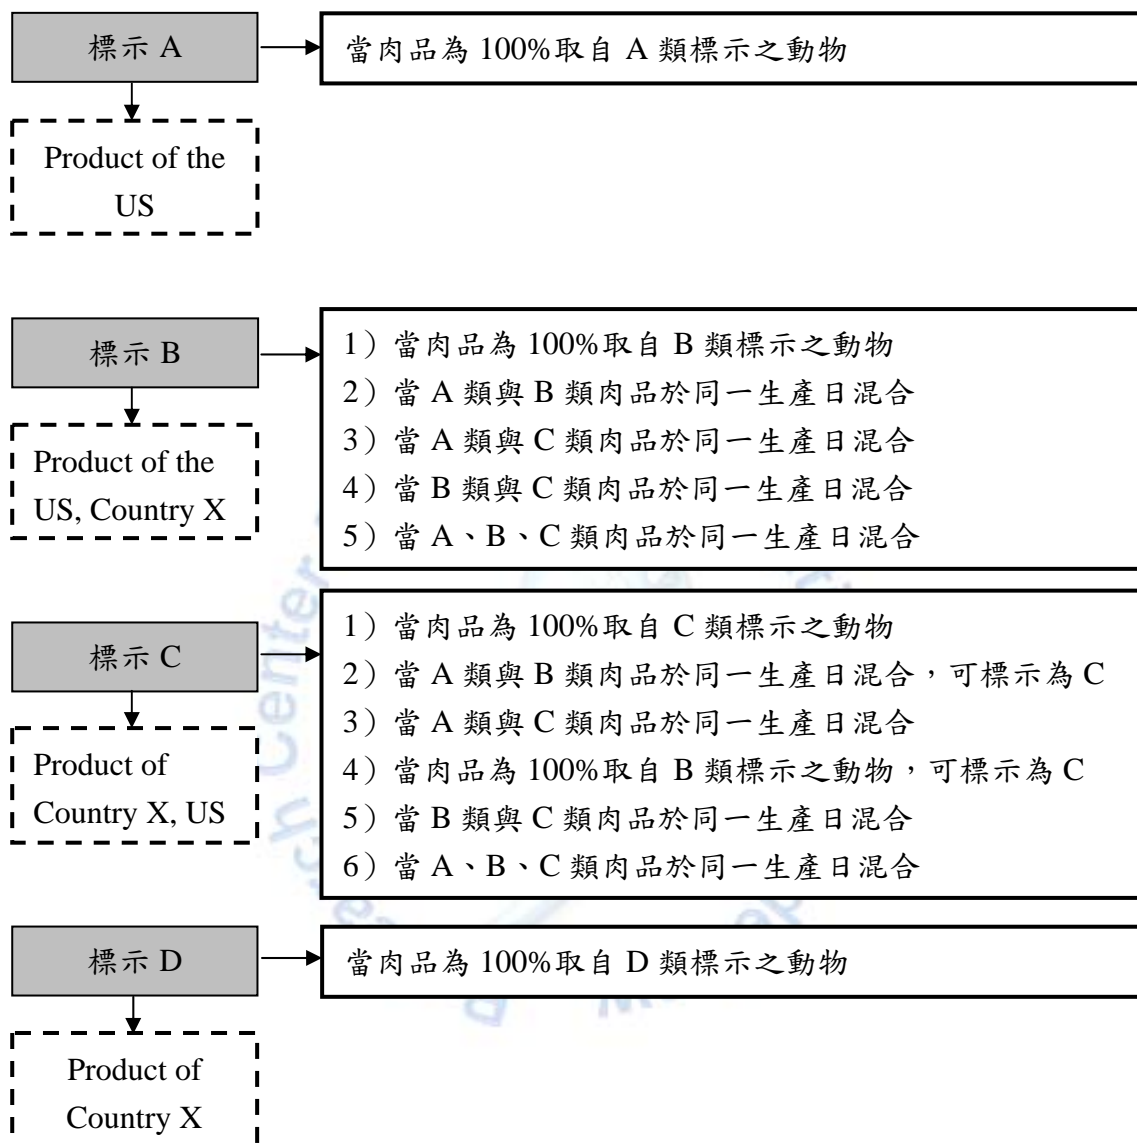 標示 A
當肉品為 100%取自 A 類標示之動物
Product of the
US
標示 B
1）當肉品為 100%取自 B 類標示之動物
2）當 A 類與 B 類肉品於同一生產日混合
3）當 A 類與 C 類肉品於同一生產日混合
4）當 B 類與 C 類肉品於同一生產日混合
5）當 A、B、C 類肉品於同一生產日混合
Product of the
US, Country X
標示 C
1）當肉品為 100%取自 C 類標示之動物
2）當 A 類與 B 類肉品於同一生產日混合，可標示為 C
3）當 A 類與 C 類肉品於同一生產日混合
4）當肉品為 100%取自 B 類標示之動物，可標示為 C
5）當 B 類與 C 類肉品於同一生產日混合
6）當 A、B、C 類肉品於同一生產日混合
Product of
Country X, US
標示 D
當肉品為 100%取自 D 類標示之動物
Product of
Country X
Center